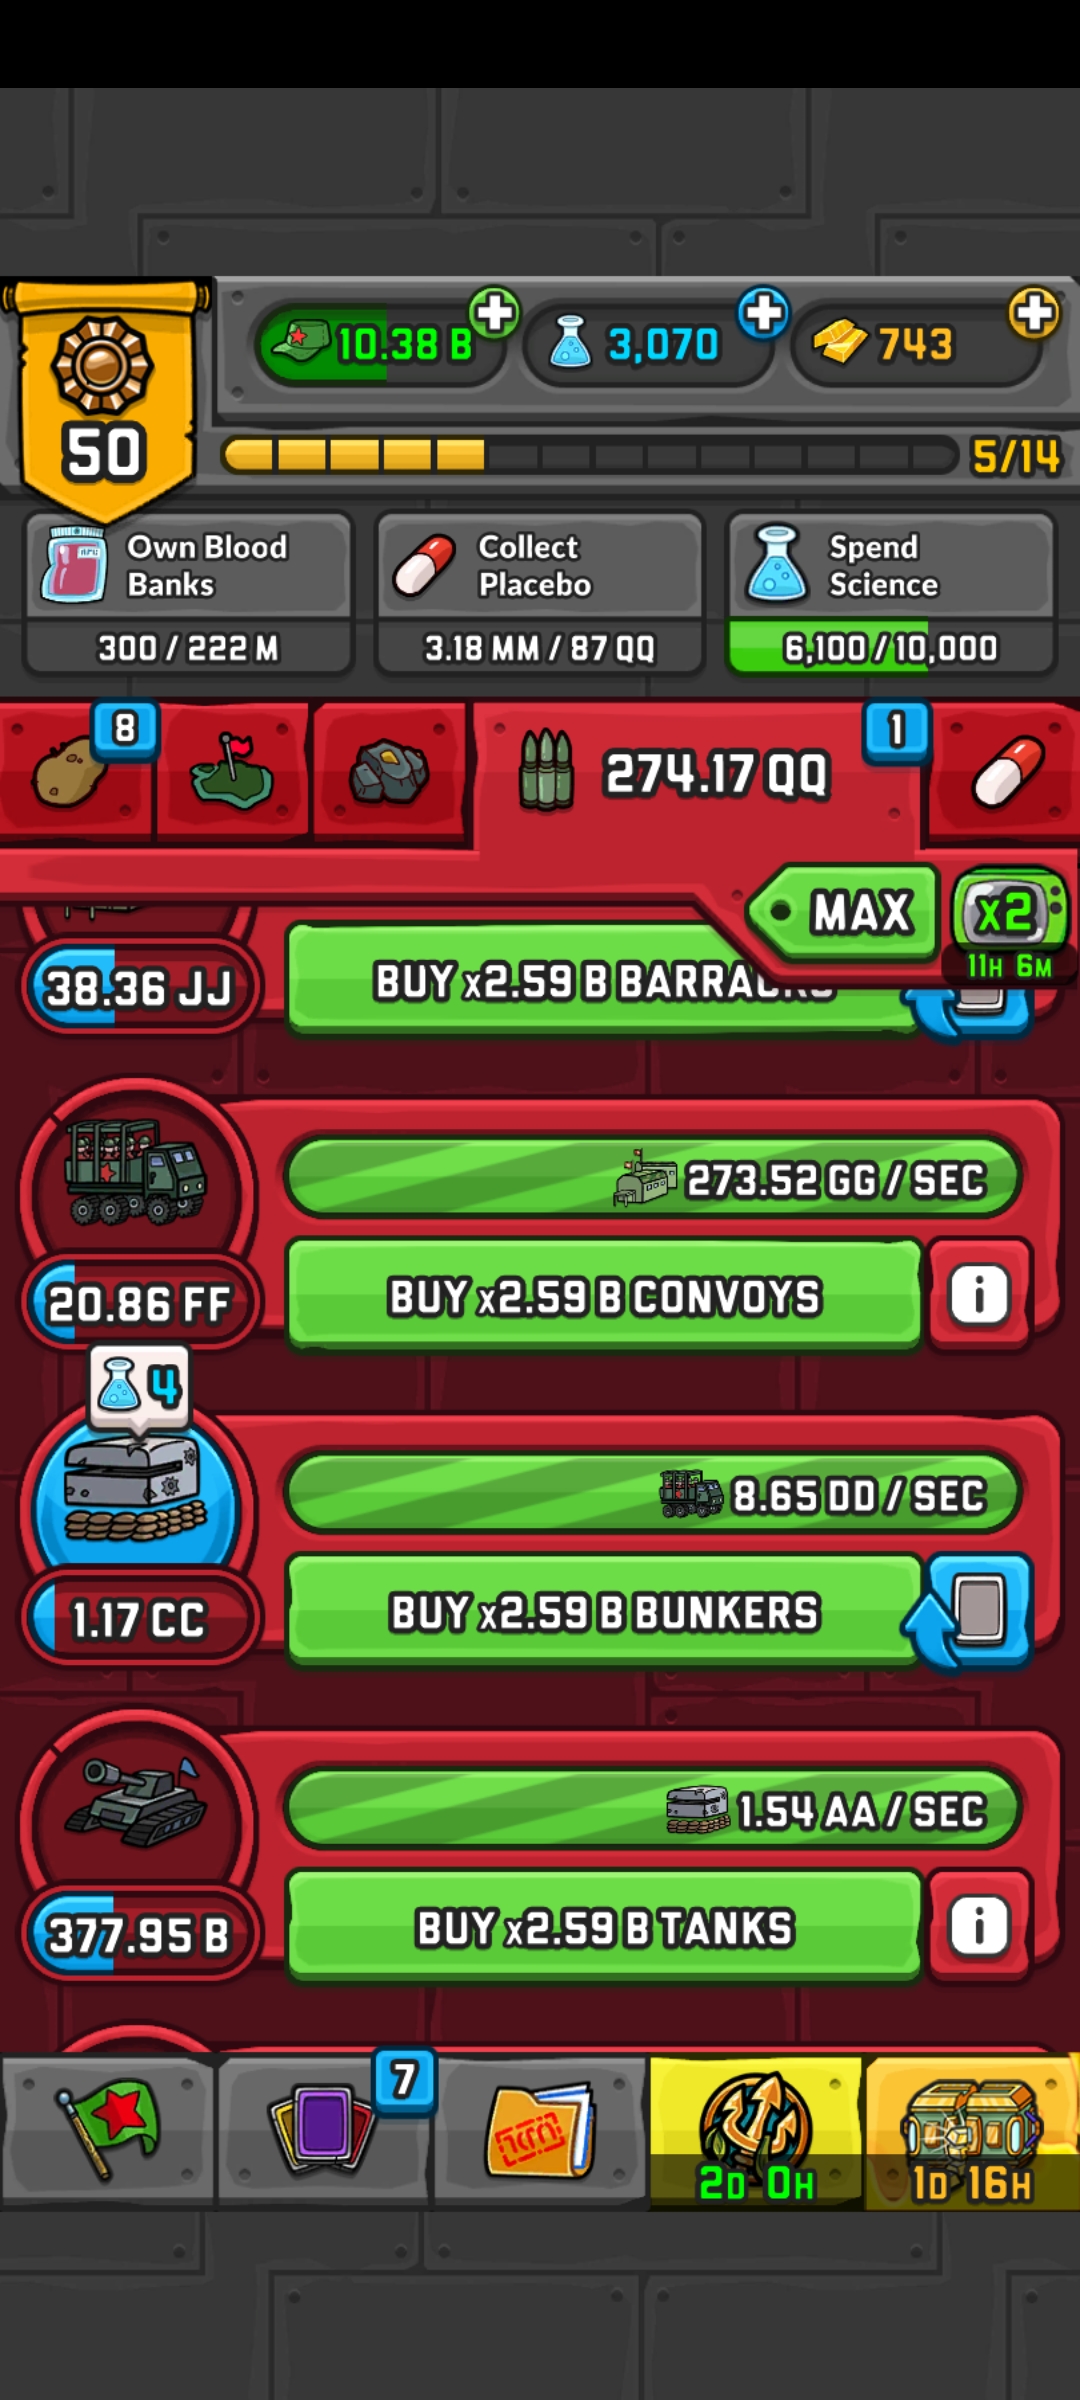 10.38 B
3,070
743
50
5/14
Own Blood
Banks
300 / 222 M
Collect
Placebo
3.18 MM / 87 QQ
Spend
Science
6,100 / 10,000
8
274.17 QQ
1
MAX
x2
11H 6M
38.36 JJ
BUY x2.59 B BARRACKS
273.52 GG / SEC
20.86 FF
BUY x2.59 B CONVOYS
i
4
8.65 DD / SEC
1.17 CC
BUY x2.59 B BUNKERS
1.54 AA / SEC
377.95 B
BUY x2.59 B TANKS
i
7
2D 0H
1D 16H